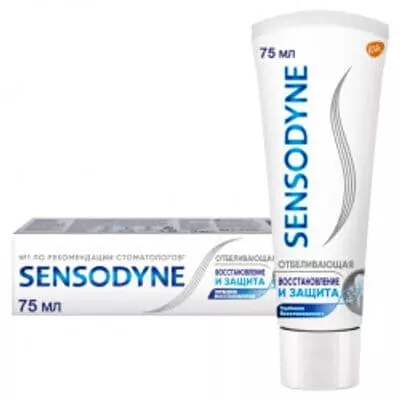 75 МЛ
SENSODYNE
ОТБЕЛИВАЮЩАЯ
ВОССТАНОВЛЕНИЕ
И ЗАЩИТА
№1 ПО РЕКОМЕНДАЦИИ СТОМАТОЛОГОВ
SENSODYNE
75 МЛ
ОТБЕЛИВАЮЩАЯ
ВОССТАНОВЛЕНИЕ
И ЗАЩИТА